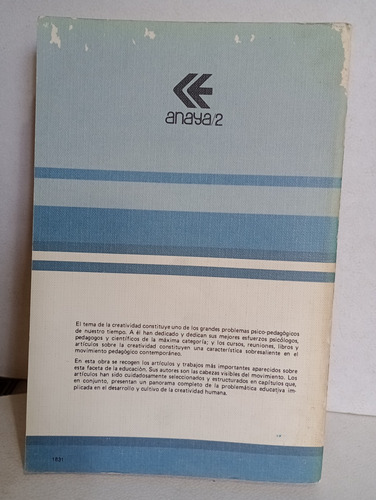 anaya/2
El tema de la creatividad constituye uno de los grandes problemas psico-pedagógicos
de nuestro tiempo. A él han dedicado y dedican sus mejores esfuerzos psicólogos,
pedagogos y científicos de la máxima categoría; y los cursos, reuniones, libros y
artículos sobre la creatividad constituyen una característica sobresaliente en el
movimiento pedagógico contemporáneo.
En esta obra se recogen los artículos y trabajos más importantes aparecidos sobre
esta faceta de la educación. Sus autores son las cabezas visibles del movimiento. Los
artículos han sido cuidadosamente seleccionados y estructurados en capítulos que,
en conjunto, presentan un panorama completo de la problemática educativa im-
plicada en el desarrollo y cultivo de la creatividad humana.